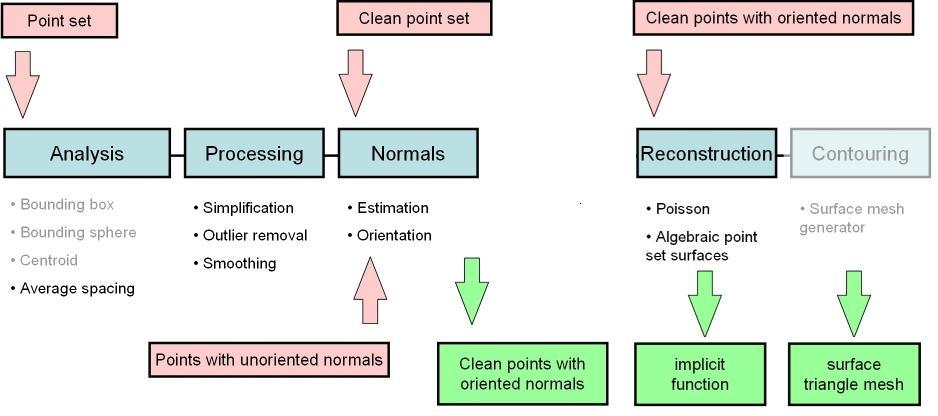 Point set
Clean point set
Clean points with oriented normals
Analysis
Processing
Normals
Reconstruction
Contouring
• Bounding box
• Bounding sphere
• Centroid
• Average spacing
• Simplification
• Outlier removal
• Smoothing
• Estimation
• Orientation
• Poisson
• Algebraic point
set surfaces
• Surface mesh
generator
Points with unoriented normals
Clean points with
oriented normals
implicit
function
surface
triangle mesh